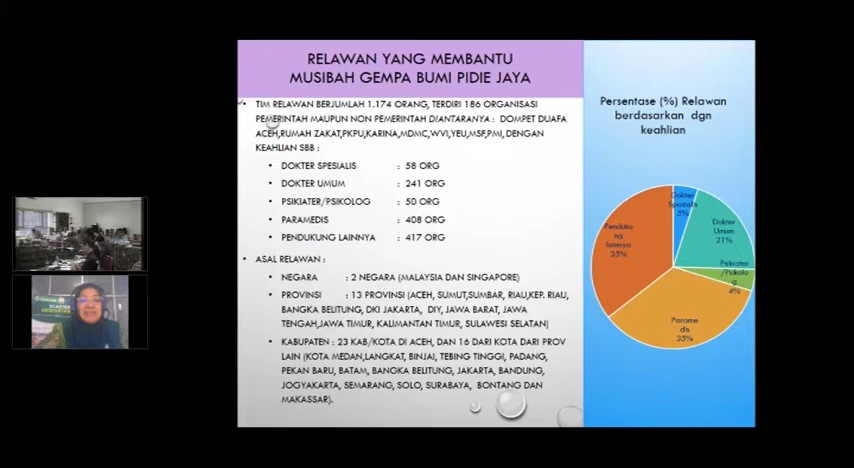 RELAWAN YANG MEMBANTU
MUSIBAH GEMPA BUMI PIDIE JAYA
• TIM RELAWAN BERJUMLAH 1.174 ORANG, TERDIRI 186 ORGANISASI
PEMERINTAH MAUPUN NON PEMERINTAH DIANTARANYA : DOMPET DUAFA
ACEH,RUMAH ZAKAT,PKPU,KARINA,MDMC,WVI,YEU,MSF,PMI, DENGAN
KEAHLIAN SBB :
• DOKTER SPESIALIS : 58 ORG
• DOKTER UMUM : 241 ORG
• PSIKIATER/PSIKOLOG : 50 ORG
• PARAMEDIS : 408 ORG
• PENDUKUNG LAINNYA : 417 ORG
• ASAL RELAWAN :
• NEGARA : 2 NEGARA (MALAYSIA DAN SINGAPORE)
• PROVINSI : 13 PROVINSI (ACEH, SUMUT,SUMBAR, RIAU,KEP. RIAU,
BANGKA BELITUNG, DKI JAKARTA, DIY, JAWA BARAT, JAWA
TENGAH,JAWA TIMUR, KALIMANTAN TIMUR, SULAWESI SELATAN)
• KABUPATEN : 23 KAB/KOTA DI ACEH, DAN 16 DARI KOTA DARI PROV
LAIN (KOTA MEDAN,LANGKAT, BINJAI, TEBING TINGGI, PADANG,
PEKAN BARU, BATAM, BANGKA BELITUNG, JAKARTA, BANDUNG,
JOGYAKARTA, SEMARANG, SOLO, SURABAYA, BONTANG DAN
MAKASSAR).
Persentase (%) Relawan
berdasarkan dgn
keahlian
Dokter
Spesialis
5%
Dokter
Umum
21%
Psikiater
/Psikolo
g
4%
Parame
dis
35%
Penduku
ng
lainnya
35%